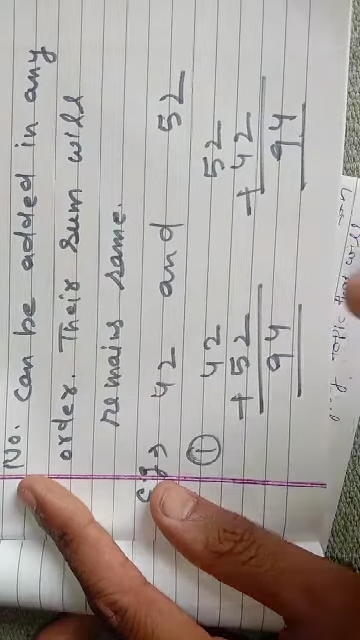 No. can be added in any
order. Their sum will
remains same.
e.g→ 42 and 52
① 42 52
+52 +42
94 94